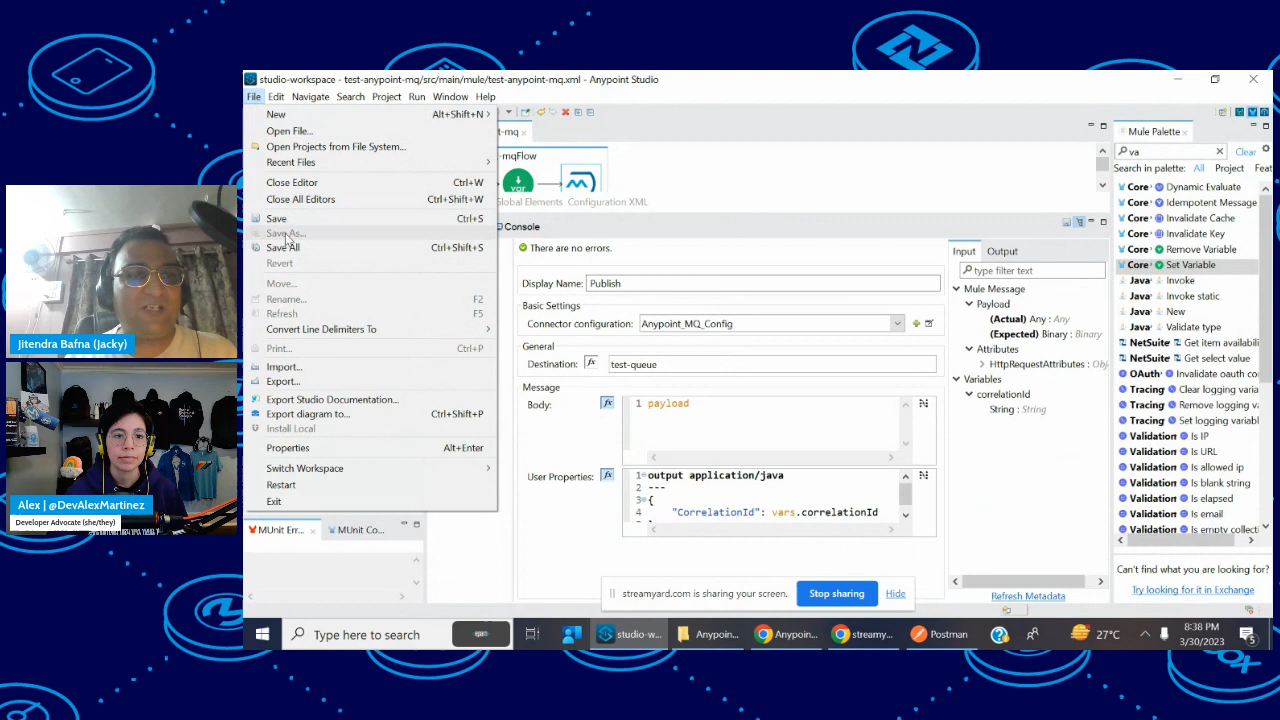 studio-workspace - test-anypoint-mq/src/main/mule/test-anypoint-mq.xml - Anypoint Studio
File Edit Navigate Search Project Run Window Help
New Alt+Shift+N
Open File...
Open Projects from File System...
Recent Files
Close Editor Ctrl+W
Close All Editors Ctrl+Shift+W
Save Ctrl+S
Save As...
Save All Ctrl+Shift+S
Revert
Move...
Rename... F2
Refresh F5
Convert Line Delimiters To
Print... Ctrl+P
Import...
Export...
Export Studio Documentation...
Export diagram to... Ctrl+Shift+P
Install Local
Properties Alt+Enter
Switch Workspace
Restart
Exit
MUnit Err...
MUnit Co...
t-mq
-mqFlow
var
Global Elements Configuration XML
Console
There are no errors.
Display Name: Publish
Basic Settings
Connector configuration: Anypoint_MQ_Config
General
Destination: fx test-queue
Message
Body: fx 1 payload
User Properties: fx 1 output application/java
2 ---
3 {
4 "CorrelationId": vars.correlationId
Input Output
type filter text
Mule Message
Payload
(Actual) Any : Any
(Expected) Binary : Binary
Attributes
HttpRequestAttributes : Obj
Variables
correlationId
String : String
Refresh Metadata
Mule Palette
va Clear
Search in palette: All Project Feat
Core Dynamic Evaluate
Core Idempotent Message
Core Invalidate Cache
Core Invalidate Key
Core Remove Variable
Core Set Variable
Java Invoke
Java Invoke static
Java New
Java Validate type
NetSuite Get item availabi
NetSuite Get select value
OAuth Invalidate oauth co
Tracing Clear logging varia
Tracing Remove logging va
Tracing Set logging variab
Validation Is IP
Validation Is URL
Validation Is allowed ip
Validation Is blank string
Validation Is elapsed
Validation Is email
Validation Is empty collecti
Can't find what you are looking for?
Try looking for it in Exchange
streamyard.com is sharing your screen. Stop sharing Hide
Type here to search
studio-w... Anypoin... Anypoin... streamy... Postman
27°C
8:38 PM
3/30/2023
5
Jitendra Bafna (Jacky)
Alex | @DevAlexMartinez
Developer Advocate (she/they)